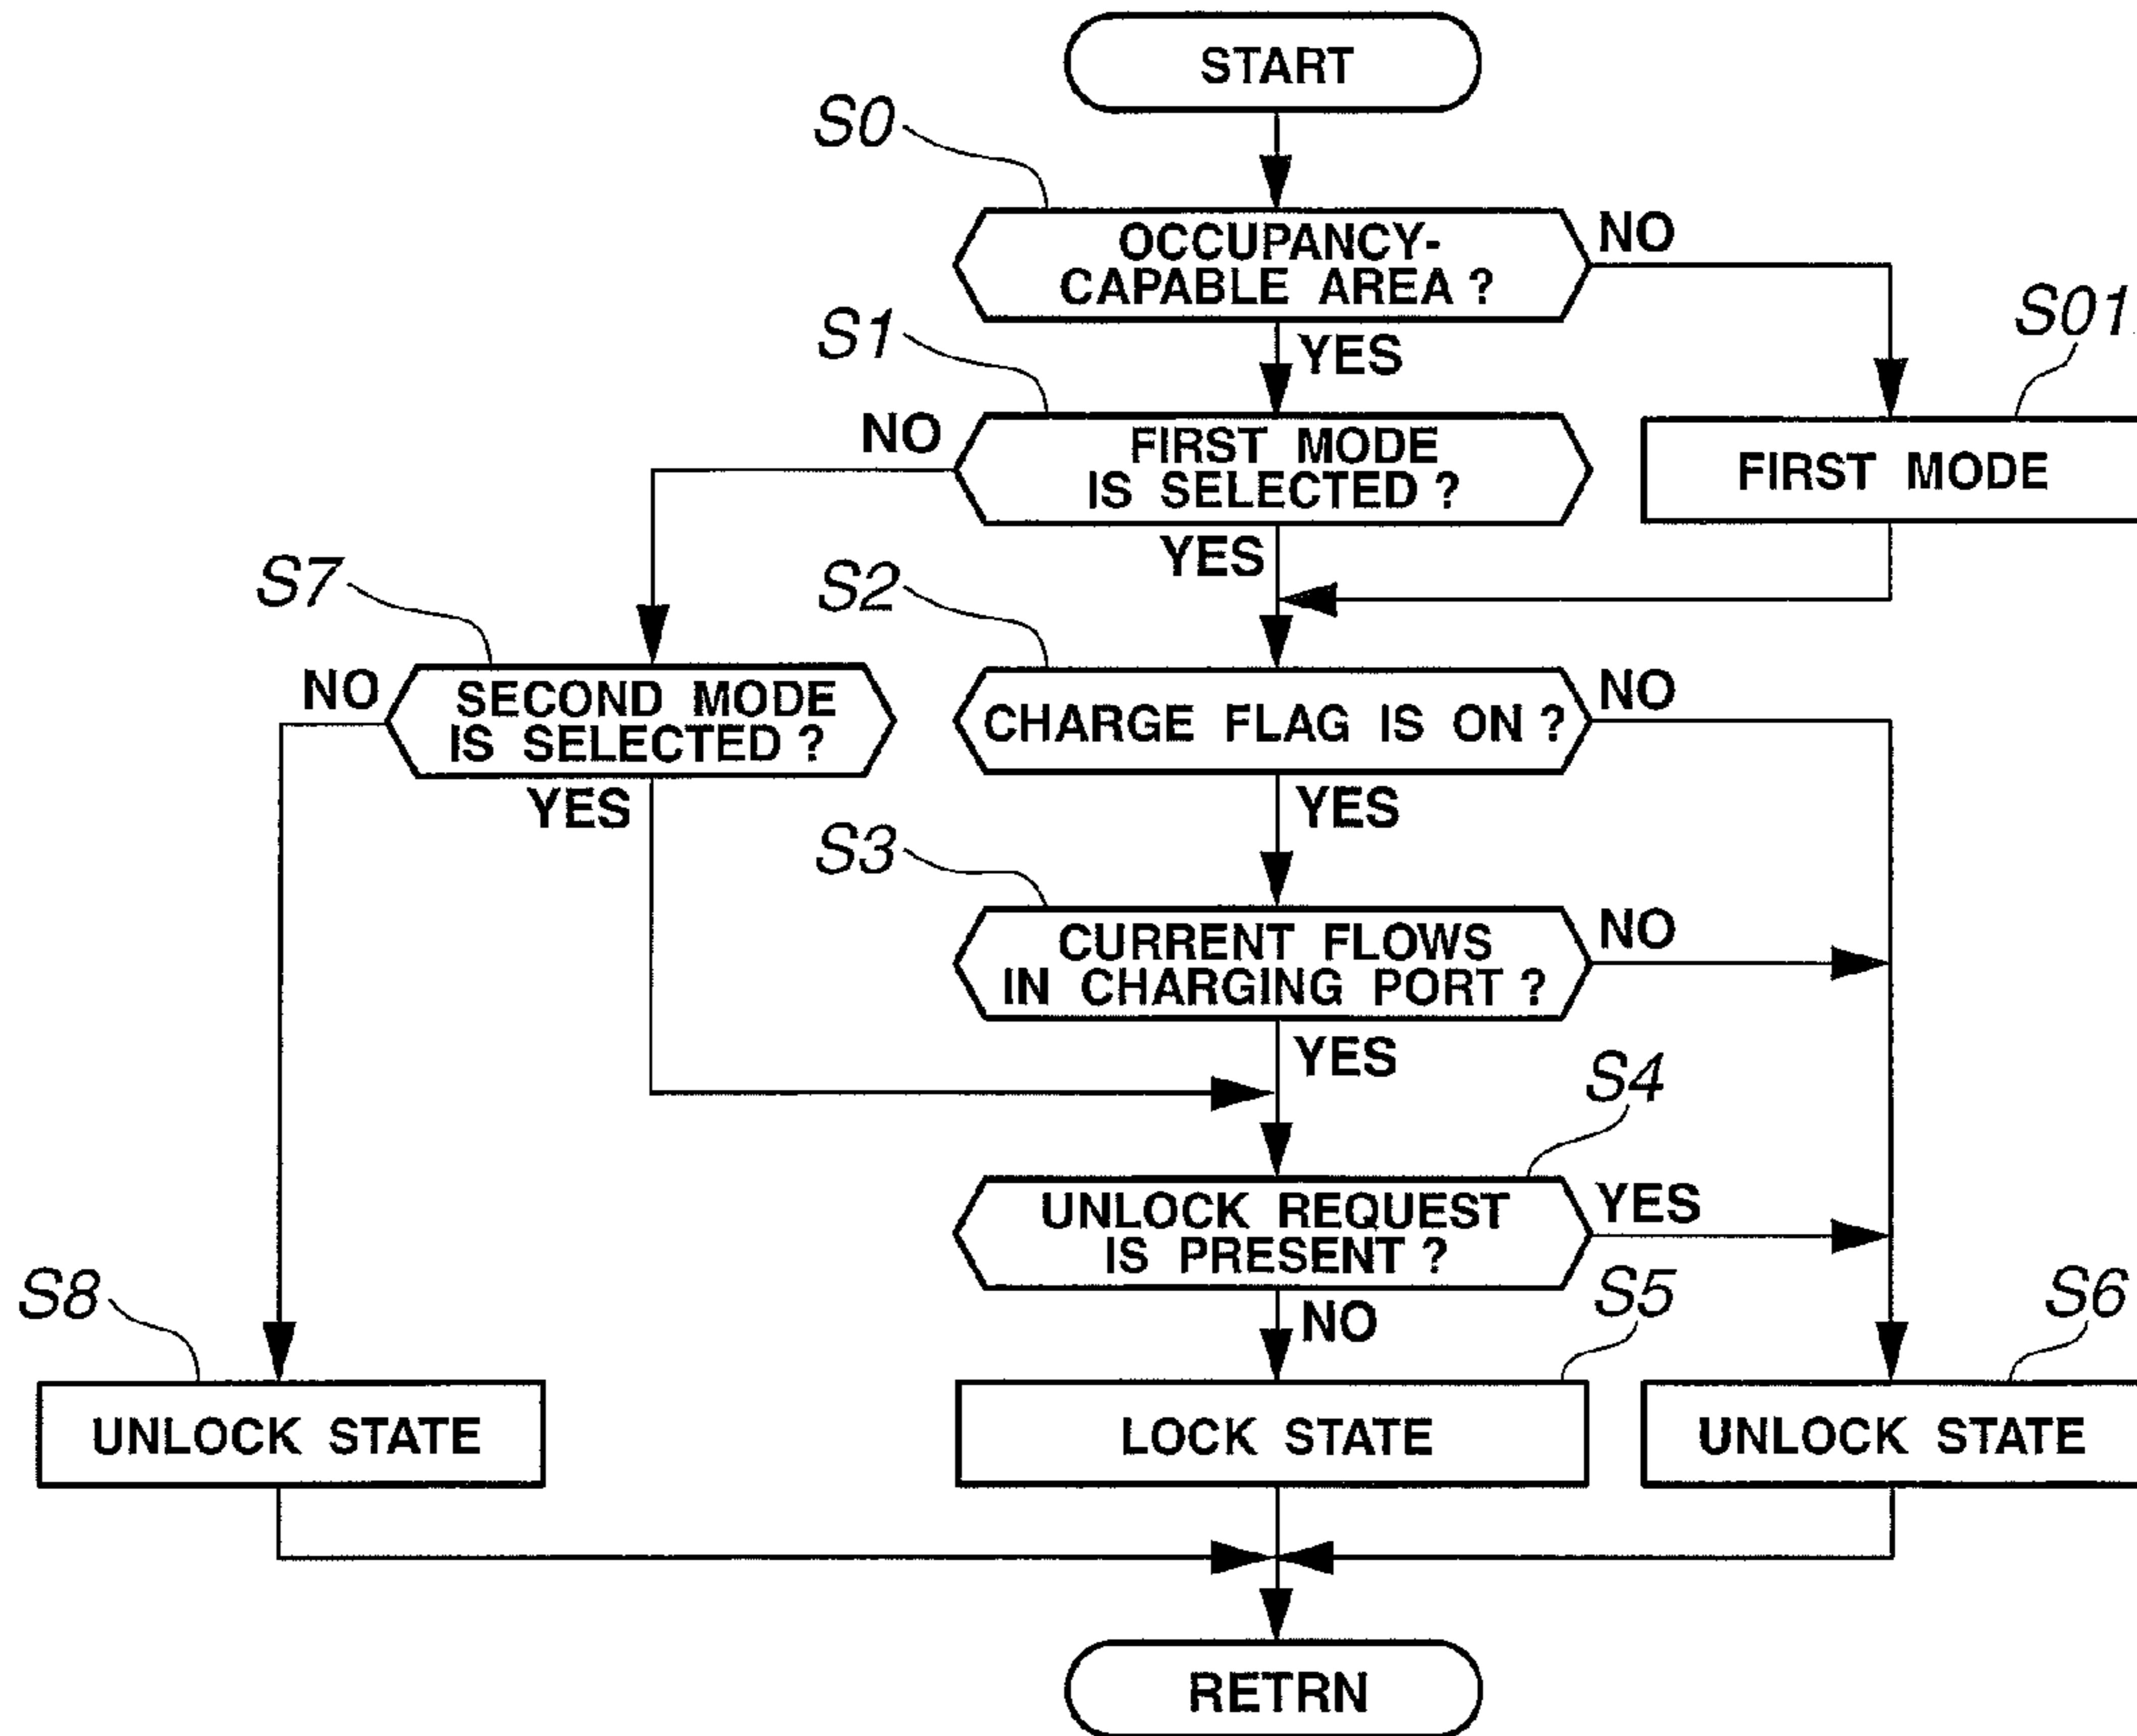 START
S0
OCCUPANCY-
CAPABLE AREA ?
NO
YES
S01
S1
NO
FIRST MODE
IS SELECTED ?
FIRST MODE
YES
S7
S2
NO
SECOND MODE
IS SELECTED ?
YES
CHARGE FLAG IS ON ?
NO
YES
S3
CURRENT FLOWS
IN CHARGING PORT ?
NO
YES
S4
UNLOCK REQUEST
IS PRESENT ?
YES
NO
S8
S5
S6
UNLOCK STATE
LOCK STATE
UNLOCK STATE
RETRN